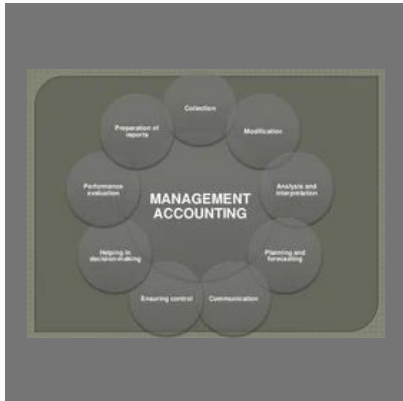 Collection
Modification
Analysis and
interpretation
Planning and
forecasting
Communication
Ensuring control
Helping in
decision-making
Performance
evaluation
Preparation of
reports
MANAGEMENT
ACCOUNTING